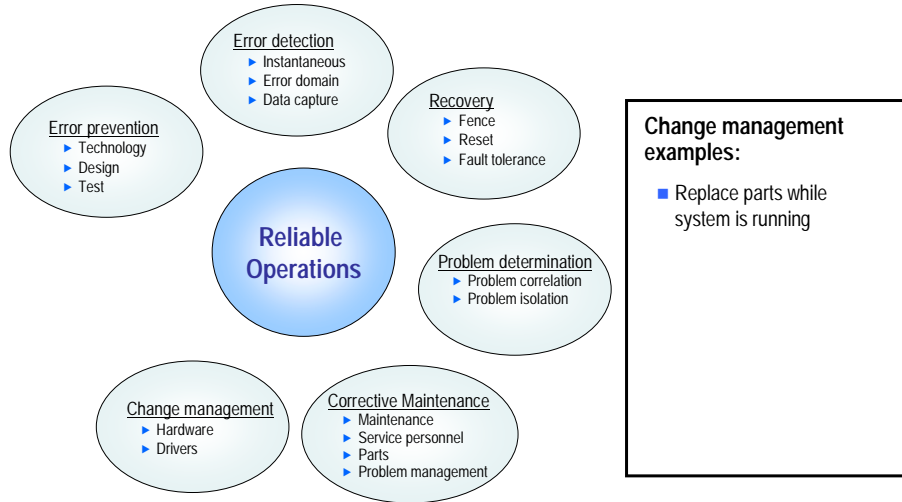 Error detection
Instantaneous
Error domain
Data capture
Recovery
Fence
Reset
Fault tolerance
Error prevention
Technology
Design
Test
Reliable
Operations
Problem determination
Problem correlation
Problem isolation
Change management
Hardware
Drivers
Corrective Maintenance
Maintenance
Service personnel
Parts
Problem management
Change management
examples:
Replace parts while
system is running